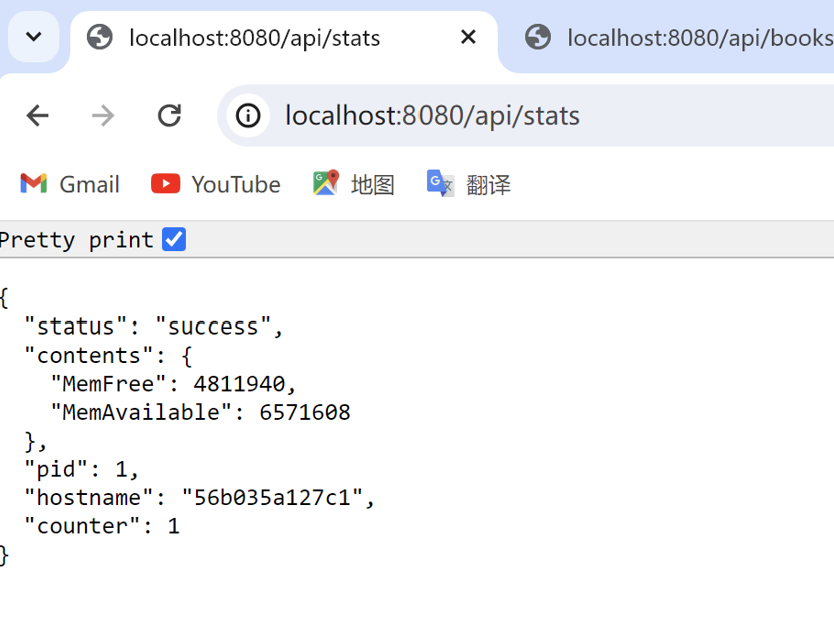 localhost:8080/api/stats localhost:8080/api/books
localhost:8080/api/stats
Gmail YouTube 地图 翻译
Pretty print
{
  "status": "success",
  "contents": {
    "MemFree": 4811940,
    "MemAvailable": 6571608
  },
  "pid": 1,
  "hostname": "56b035a127c1",
  "counter": 1
}